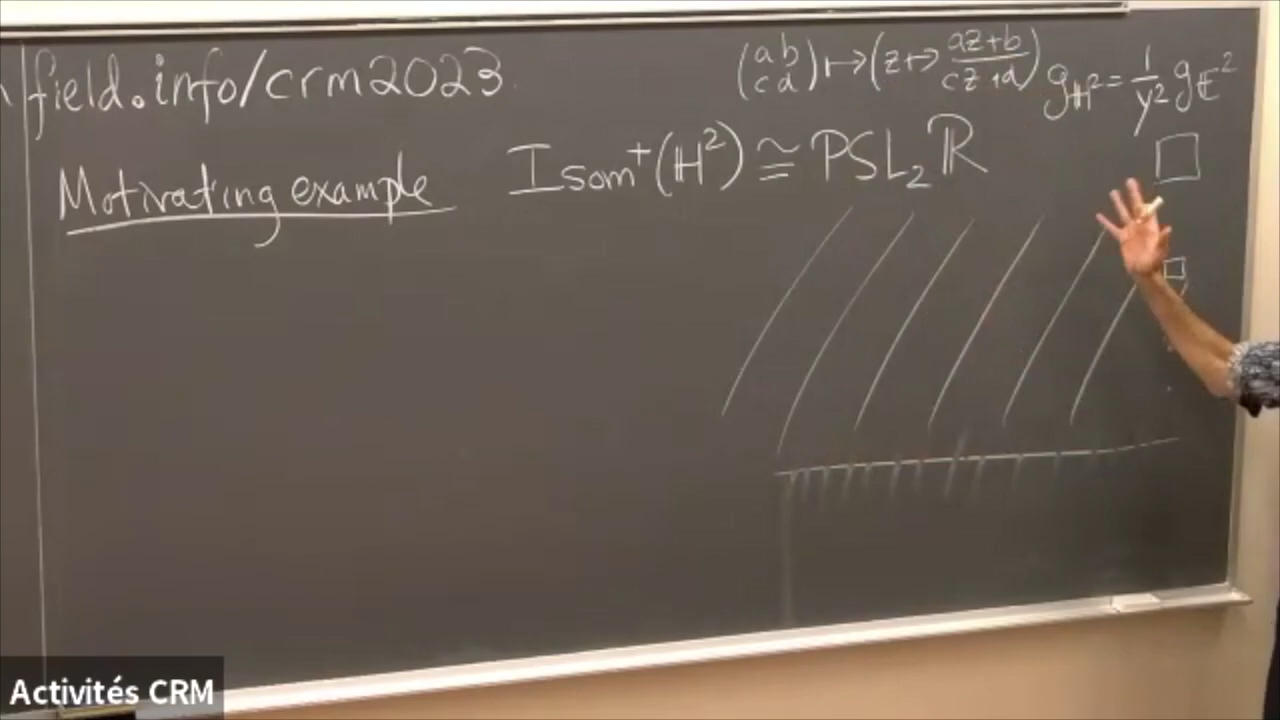 field.info/crm2023
(a b
c d) ↦ (z ↦ az+b / cz+d)
g_ℍ² = 1/y² g_𝔼²
Motivating example
Isom⁺(ℍ²) ≅ PSL₂ℝ
Activités CRM